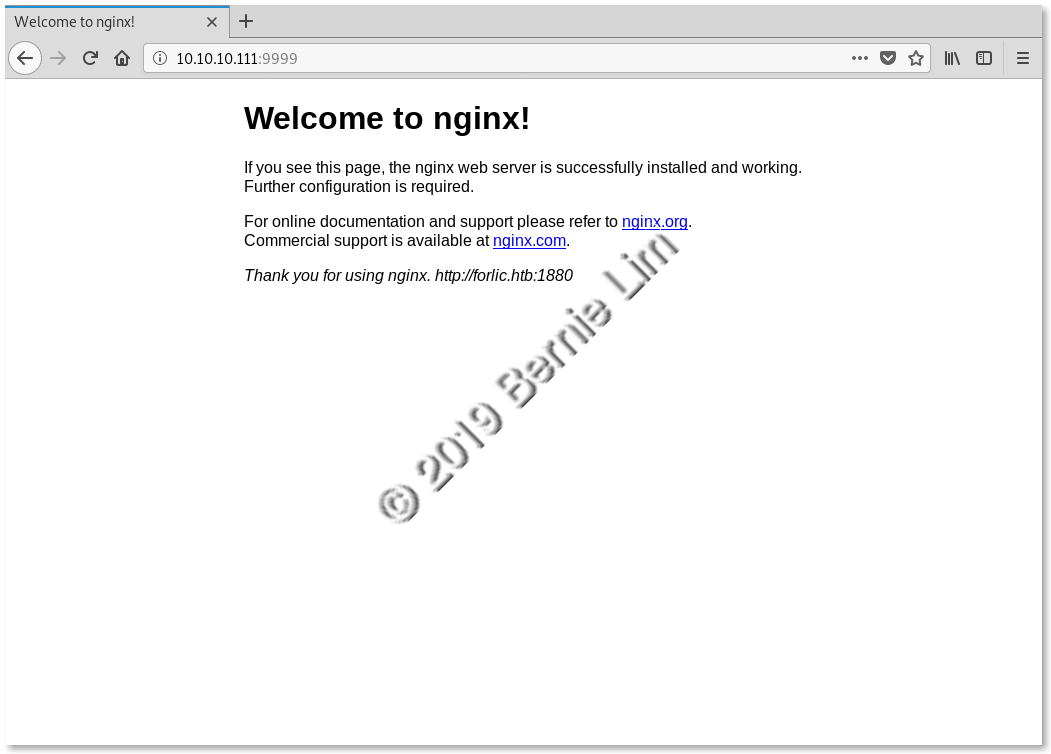 Welcome to nginx!
10.10.10.111:9999
Welcome to nginx!
If you see this page, the nginx web server is successfully installed and working.
Further configuration is required.
For online documentation and support please refer to nginx.org.
Commercial support is available at nginx.com.
Thank you for using nginx. http://forlic.htb:1880
© 2019 Bernie Lim